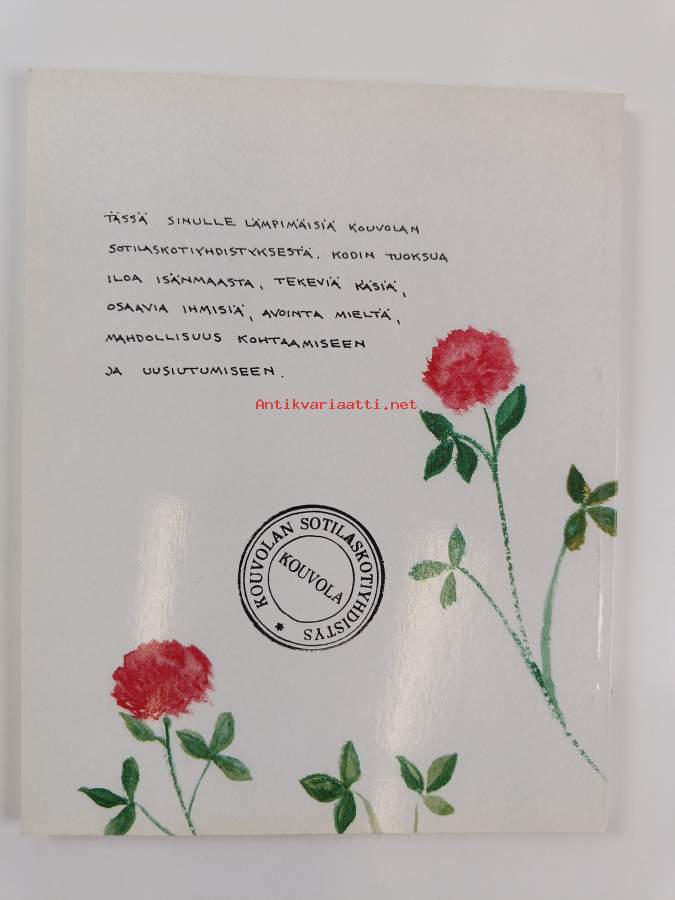 TÄSSÄ SINULLE LÄMPIMÄISIÄ KOUVOLAN
SOTILASKOTIYHDISTYKSESTÄ. KODIN TUOKSUA
ILOA ISÄNMAASTA, TEKEVIÄ KÄSIÄ,
OSAAVIA IHMISIÄ, AVOINTA MIELTÄ,
MAHDOLLISUUS KOHTAAMISEEN
JA UUSIUTUMISEEN.
Antikvariaatti.net
KOUVOLAN SOTILASKOTIYHDISTYS *
KOUVOLA